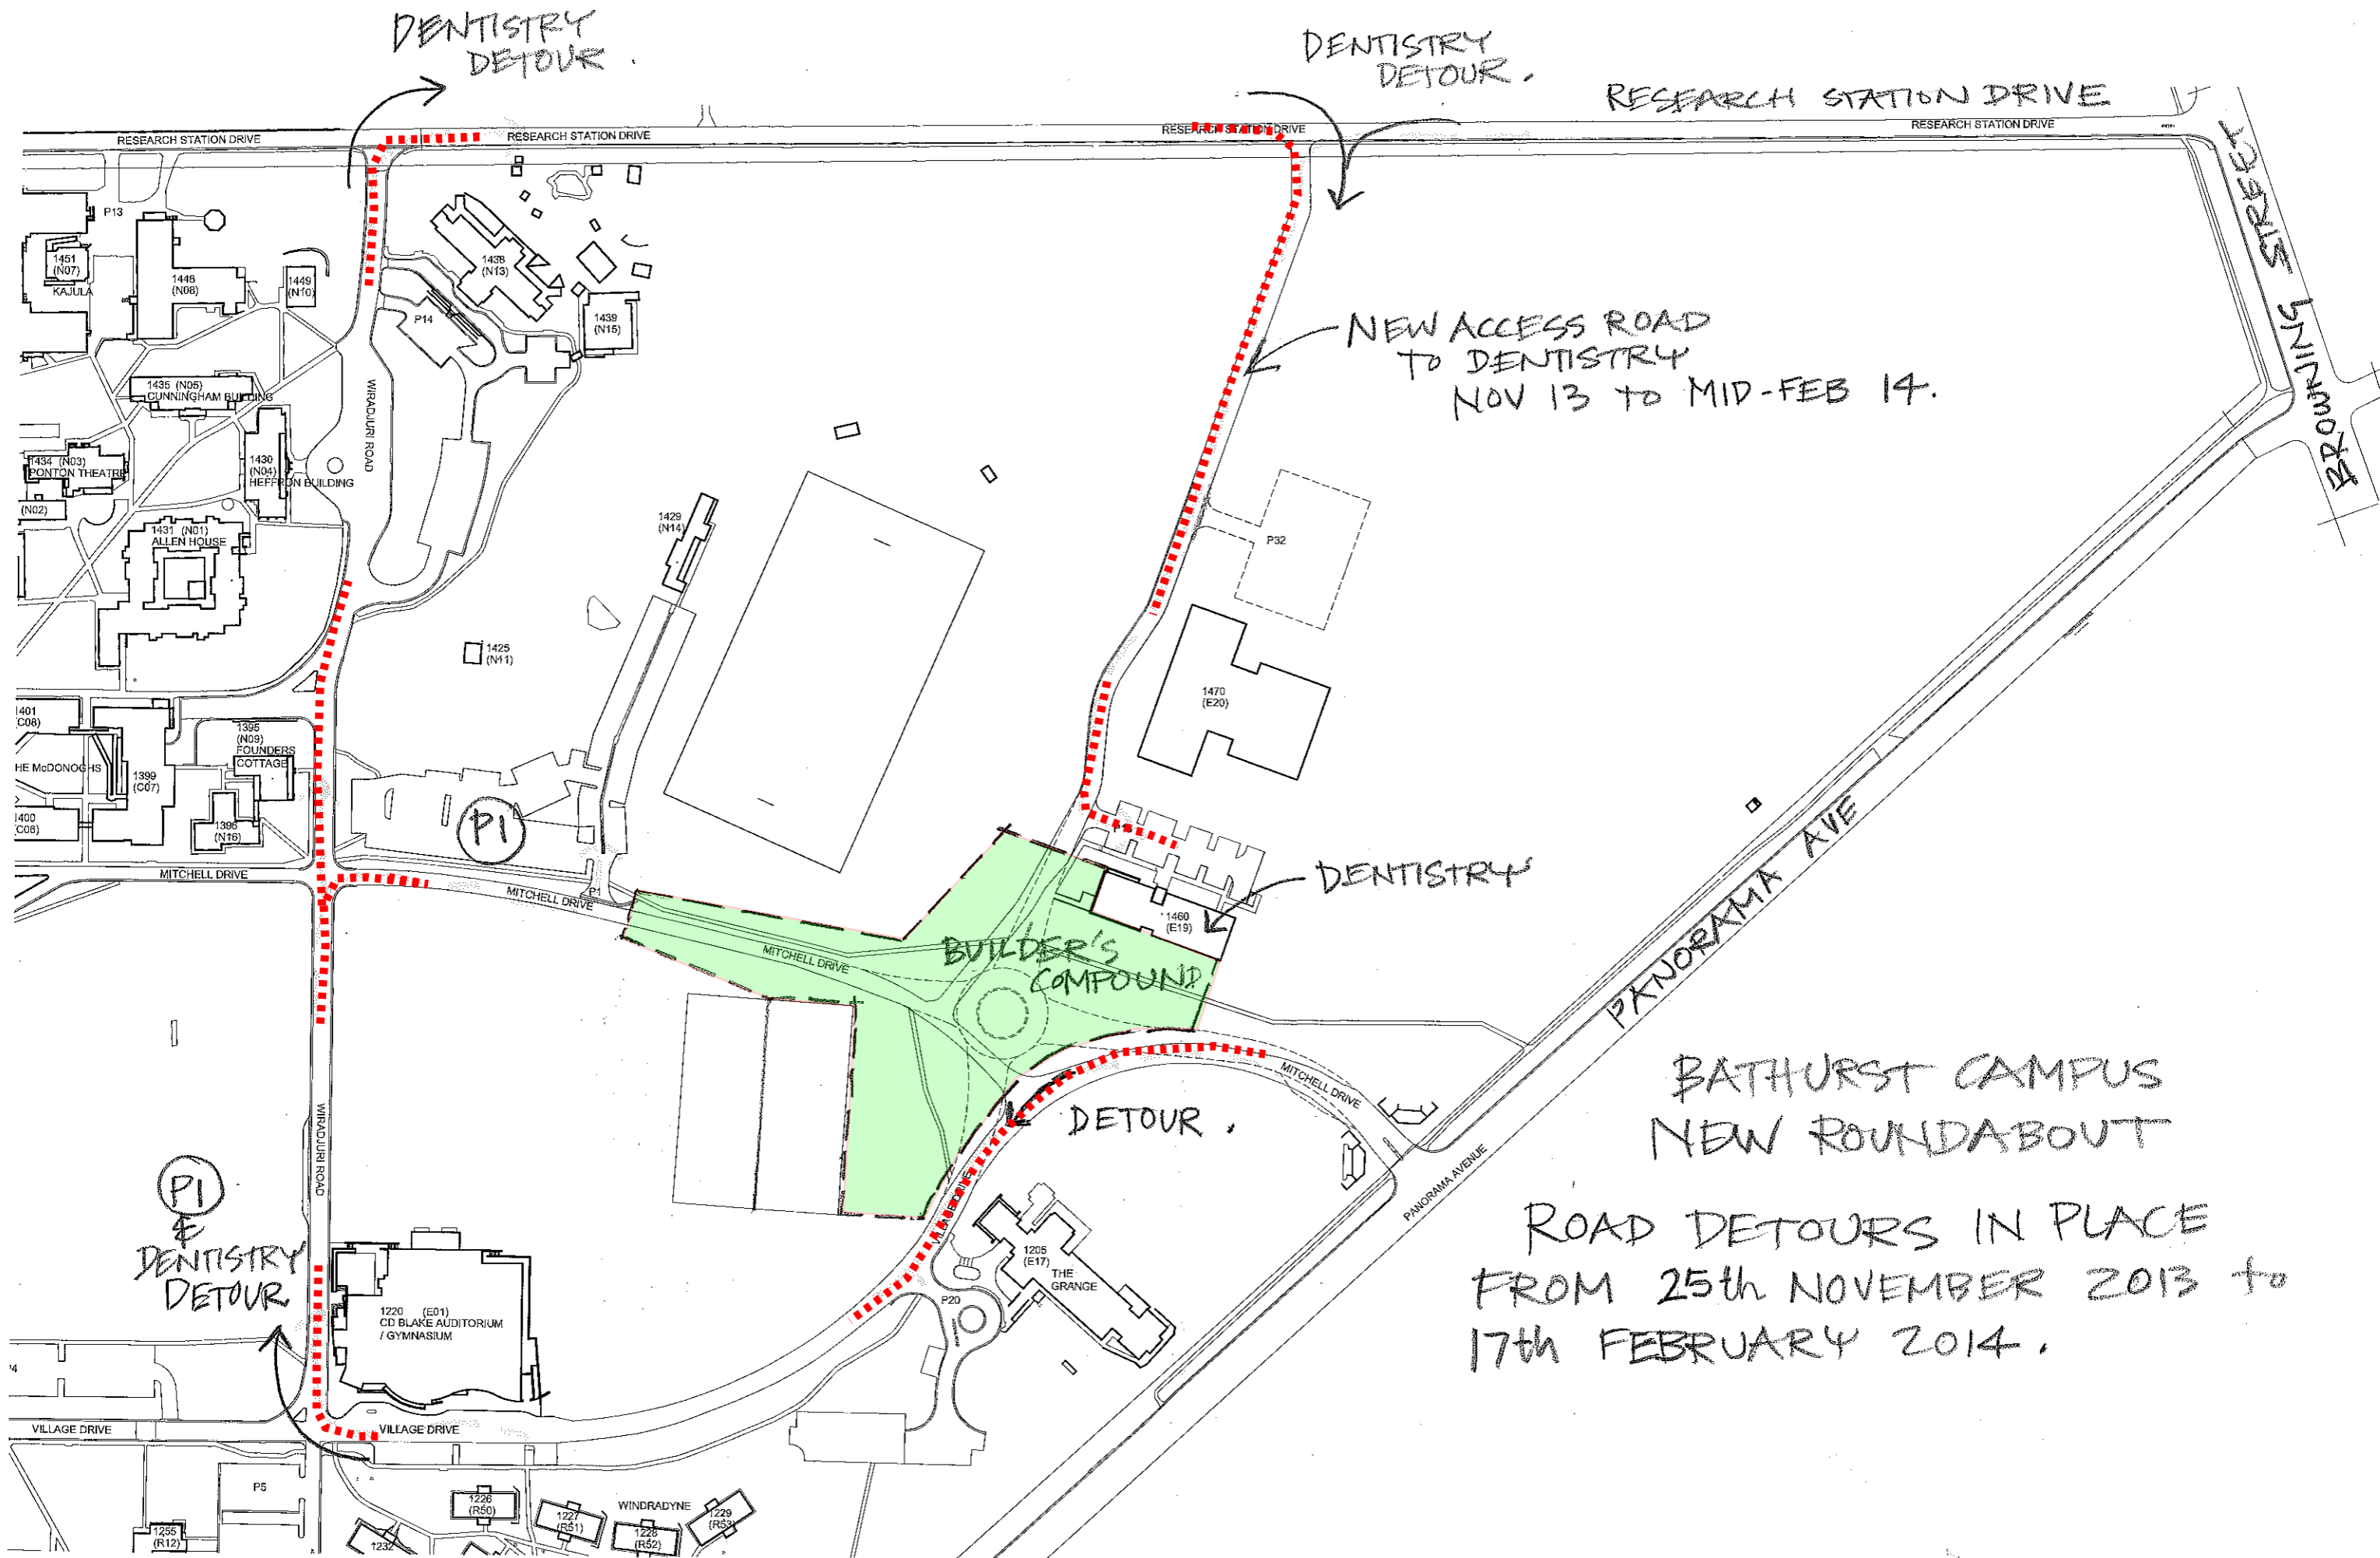 DENTISTRY
DETOUR.
DENTISTRY
DETOUR.
RESEARCH STATION DRIVE
RESEARCH STATION DRIVE
RESEARCH STATION DRIVE
RESEARCH STATION DRIVE
RESEARCH STATION DRIVE
BROWNING STREET
P13
1451
(N07)
KAJULA
1448
(N08)
1449
(N10)
1438
(N13)
1439
(N15)
P14
WIRADJURI ROAD
NEW ACCESS ROAD
TO DENTISTRY
NOV 13 TO MID-FEB 14.
1435 (N05)
CUNNINGHAM BUILDING
1434 (N03)
PONTON THEATRE
1430
(N04)
HEFFRON BUILDING
(N02)
1431 (N01)
ALLEN HOUSE
1429
(N14)
P32
1425
(N11)
1470
(E20)
1401
(C08)
1395
(N09)
FOUNDERS
COTTAGE
HE McDONOGHS
1399
(C07)
1400
(C08)
1396
(N16)
P1
MITCHELL DRIVE
MITCHELL DRIVE
P1
DENTISTRY
1460
(E19)
MITCHELL DRIVE
BUILDER'S
COMPOUND
PANORAMA AVE
MITCHELL DRIVE
DETOUR.
WIRADJURI ROAD
VILLAGE DRIVE
PANORAMA AVENUE
BATHURST CAMPUS
NEW ROUNDABOUT
ROAD DETOURS IN PLACE
FROM 25th NOVEMBER 2013 to
17th FEBRUARY 2014.
P1
&
DENTISTRY
DETOUR
1205
(E17)
THE
GRANGE
P20
1220 (E01)
CD BLAKE AUDITORIUM
/ GYMNASIUM
VILLAGE DRIVE
VILLAGE DRIVE
P5
1255
(R12)
1226
(R50)
1227
(R51)
WINDRADYNE
1228
(R52)
1229
(R53)
1232